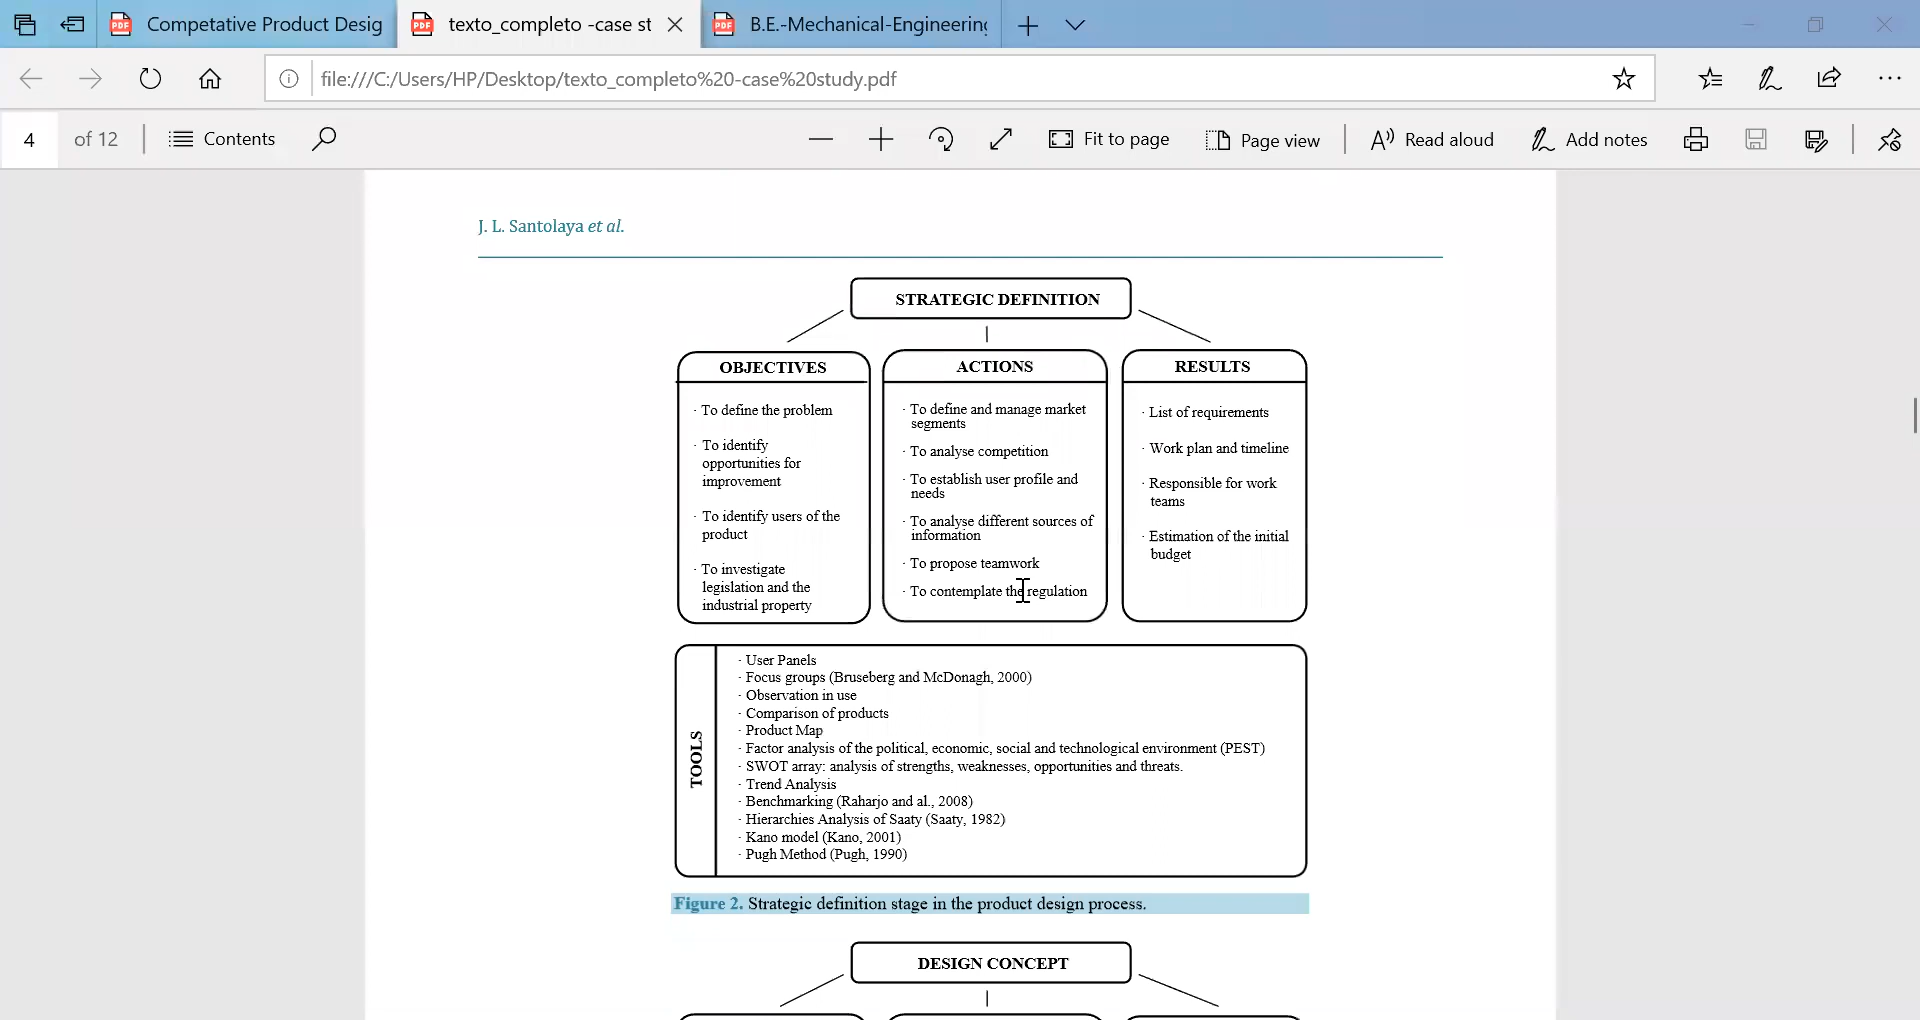 Competative Product Desig
texto_completo -case st
B.E.-Mechanical-Engineering
file:///C:/Users/HP/Desktop/texto_completo%20-case%20study.pdf
4 of 12
Contents
Fit to page
Page view
Read aloud
Add notes
J. L. Santolaya et al.
STRATEGIC DEFINITION
OBJECTIVES
· To define the problem
· To identify
opportunities for
improvement
· To identify users of the
product
· To investigate
legislation and the
industrial property
ACTIONS
· To define and manage market
segments
· To analyse competition
· To establish user profile and
needs
· To analyse different sources of
information
· To propose teamwork
· To contemplate the regulation
RESULTS
· List of requirements
· Work plan and timeline
· Responsible for work
teams
· Estimation of the initial
budget
TOOLS
· User Panels
· Focus groups (Bruseberg and McDonagh, 2000)
· Observation in use
· Comparison of products
· Product Map
· Factor analysis of the political, economic, social and technological environment (PEST)
· SWOT array: analysis of strengths, weaknesses, opportunities and threats.
· Trend Analysis
· Benchmarking (Raharjo and al., 2008)
· Hierarchies Analysis of Saaty (Saaty, 1982)
· Kano model (Kano, 2001)
· Pugh Method (Pugh, 1990)
Figure 2. Strategic definition stage in the product design process.
DESIGN CONCEPT